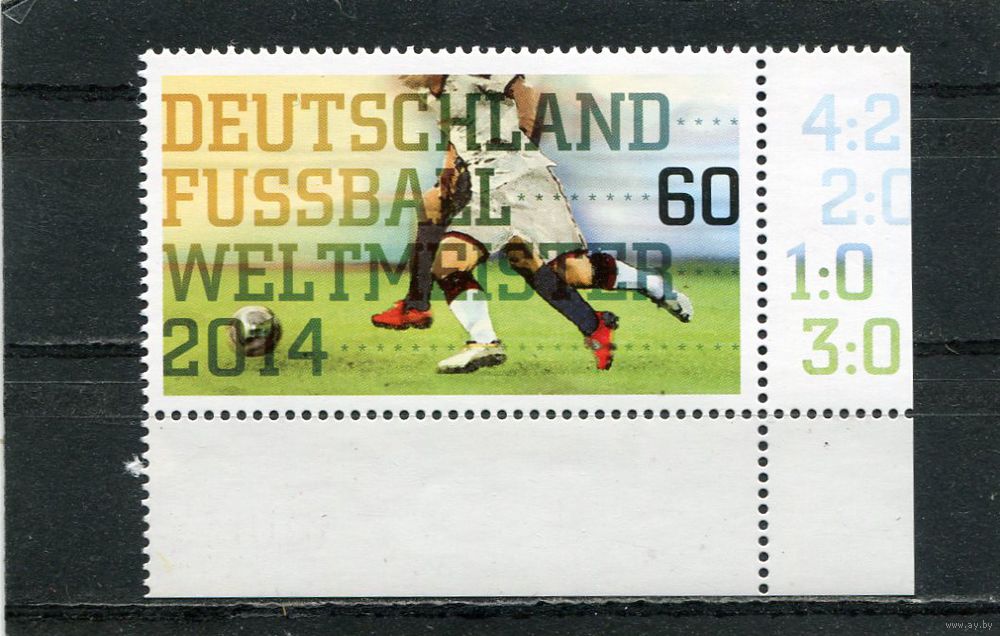 DEUTSCHLAND
FUSSBALL 60
WELTMEISTER
2014
4:2
2:0
1:0
3:0
www.ay.by